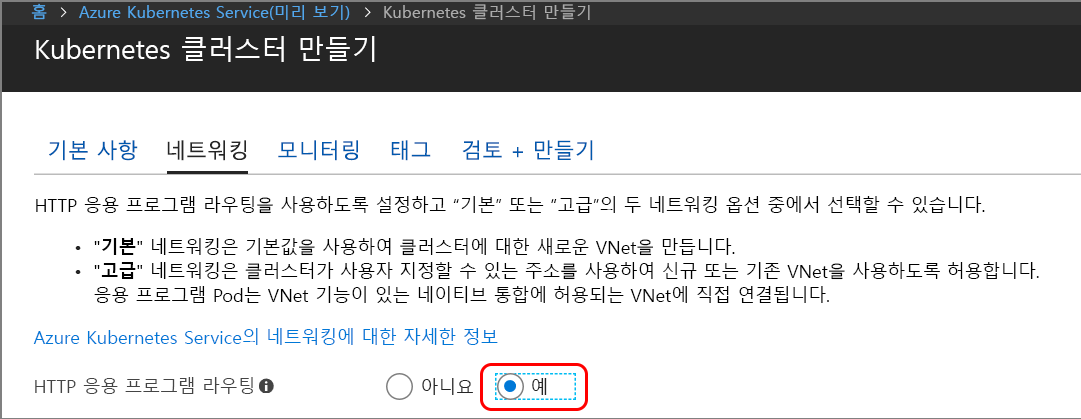 홈 > Azure Kubernetes Service(미리 보기) > Kubernetes 클러스터 만들기
Kubernetes 클러스터 만들기
기본 사항 네트워킹 모니터링 태그 검토 + 만들기
HTTP 응용 프로그램 라우팅을 사용하도록 설정하고 “기본” 또는 “고급”의 두 네트워킹 옵션 중에서 선택할 수 있습니다.
• "기본" 네트워킹은 기본값을 사용하여 클러스터에 대한 새로운 VNet을 만듭니다.
• "고급" 네트워킹은 클러스터가 사용자 지정할 수 있는 주소를 사용하여 신규 또는 기존 VNet을 사용하도록 허용합니다.
응용 프로그램 Pod는 VNet 기능이 있는 네이티브 통합에 허용되는 VNet에 직접 연결됩니다.
Azure Kubernetes Service의 네트워킹에 대한 자세한 정보
HTTP 응용 프로그램 라우팅 아니요 예